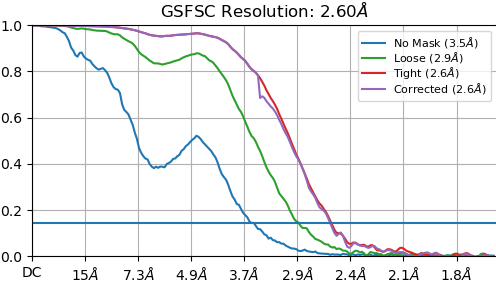 GSFSC Resolution: 2.60Å
No Mask (3.5Å)
Loose (2.9Å)
Tight (2.6Å)
Corrected (2.6Å)
1.0
0.8
0.6
0.4
0.2
0.0
DC 15Å 7.3Å 4.9Å 3.7Å 2.9Å 2.4Å 2.1Å 1.8Å